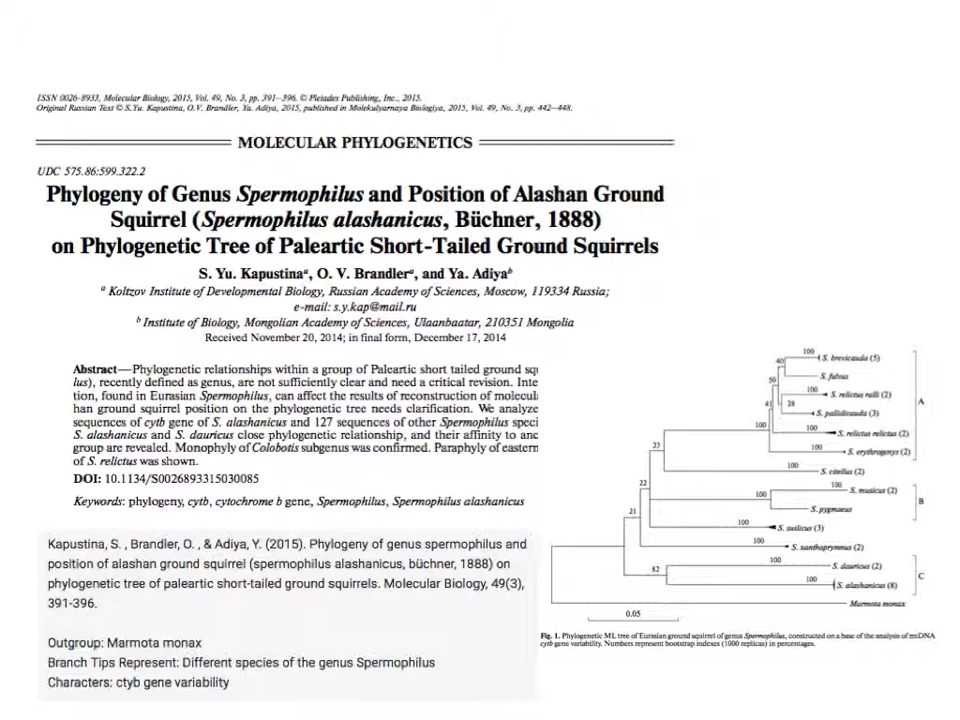 ISSN 0026-8933, Molecular Biology, 2015, Vol. 49, No. 3, pp. 391–396. © Pleiades Publishing, Inc., 2015.
Original Russian Text © S.Yu. Kapustina, O.V. Brandler, Ya. Adiya, 2015, published in Molekulyarnaya Biologiya, 2015, Vol. 49, No. 3, pp. 442–448.
MOLECULAR PHYLOGENETICS
UDC 575.86:599.322.2
Phylogeny of Genus Spermophilus and Position of Alashan Ground
Squirrel (Spermophilus alashanicus, Büchner, 1888)
on Phylogenetic Tree of Paleartic Short-Tailed Ground Squirrels
S. Yu. Kapustinaᵃ, O. V. Brandlerᵃ, and Ya. Adiyaᵇ
ᵃ Koltzov Institute of Developmental Biology, Russian Academy of Sciences, Moscow, 119334 Russia;
e-mail: s.y.kap@mail.ru
ᵇ Institute of Biology, Mongolian Academy of Sciences, Ulaanbaatar, 210351 Mongolia
Received November 20, 2014; in final form, December 17, 2014
Abstract—Phylogenetic relationships within a group of Paleartic short tailed ground squ
lus), recently defined as genus, are not sufficiently clear and need a critical revision. Inte
tion, found in Eurasian Spermophilus, can affect the results of reconstruction of molecul
han ground squirrel position on the phylogenetic tree needs clarification. We analyze
sequences of cytb gene of S. alashanicus and 127 sequences of other Spermophilus speci
S. alashanicus and S. dauricus close phylogenetic relationship, and their affinity to anc
group are revealed. Monophyly of Colobotis subgenus was confirmed. Paraphyly of eastern
of S. relictus was shown.
DOI: 10.1134/S0026893315030085
Keywords: phylogeny, cytb, cytochrome b gene, Spermophilus, Spermophilus alashanicus
Kapustina, S. , Brandler, O. , & Adiya, Y. (2015). Phylogeny of genus spermophilus and
position of alashan ground squirrel (spermophilus alashanicus, büchner, 1888) on
phylogenetic tree of paleartic short-tailed ground squirrels. Molecular Biology, 49(3),
391-396.
Outgroup: Marmota monax
Branch Tips Represent: Different species of the genus Spermophilus
Characters: ctyb gene variability
100 S. brevicauda (5)
40
S. fulvus
50
100 S. relictus ralli (2)
41 28
S. pallidicauda (3)
A
100 100 S. relictus relictus (2)
23
100 S. erythrogenys (2)
100 S. citellus (2)
22
100 S. musicus (2)
100
B
S. pygmaeus
21
100 S. suslicus (3)
100 S. xanthoprymnus (2)
100 S. dauricus (2)
82
C
100 S. alashanicus (8)
Marmota monax
0.05
Fig. 1. Phylogenetic ML tree of Eurasian ground squirrel of genus Spermophilus, constructed on a base of the analysis of mtDNA
cytb gene variability. Numbers represent bootstrap indexes (1000 replicas) in percentages.